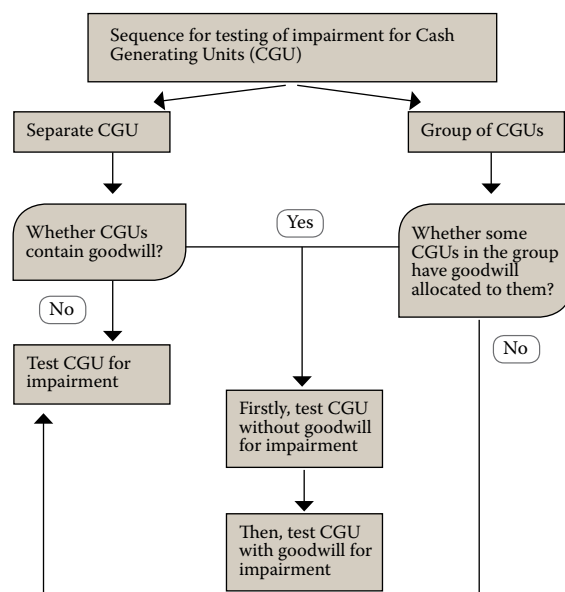 Sequence for testing of impairment for Cash
Generating Units (CGU)
Separate CGU
Group of CGUs
Whether CGUs
contain goodwill?
Yes
Whether some
CGUs in the group
have goodwill
allocated to them?
No
No
Test CGU for
impairment
Firstly, test CGU
without goodwill
for impairment
Then, test CGU
with goodwill for
impairment